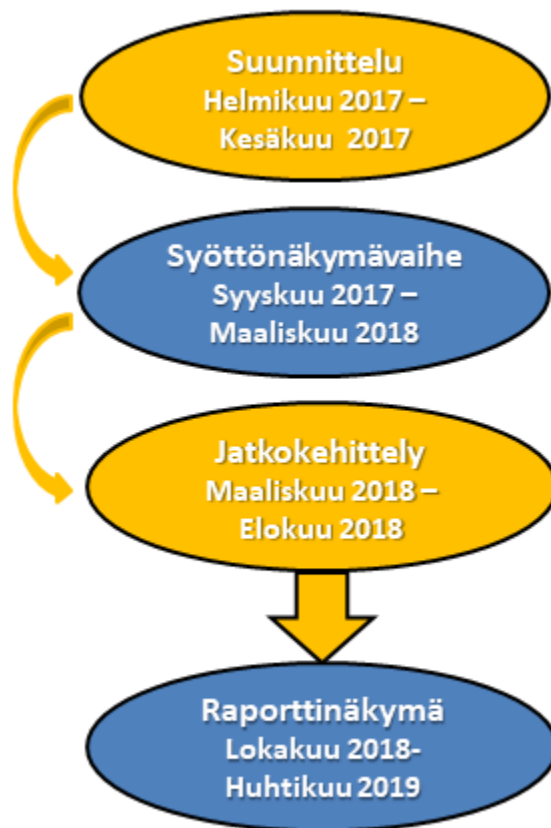 Suunnittelu
Helmikuu 2017 –
Kesäkuu 2017
Syöttönäkymävaihe
Syyskuu 2017 –
Maaliskuu 2018
Jatkokehittely
Maaliskuu 2018 –
Elokuu 2018
Raporttinäkymä
Lokakuu 2018-
Huhtikuu 2019